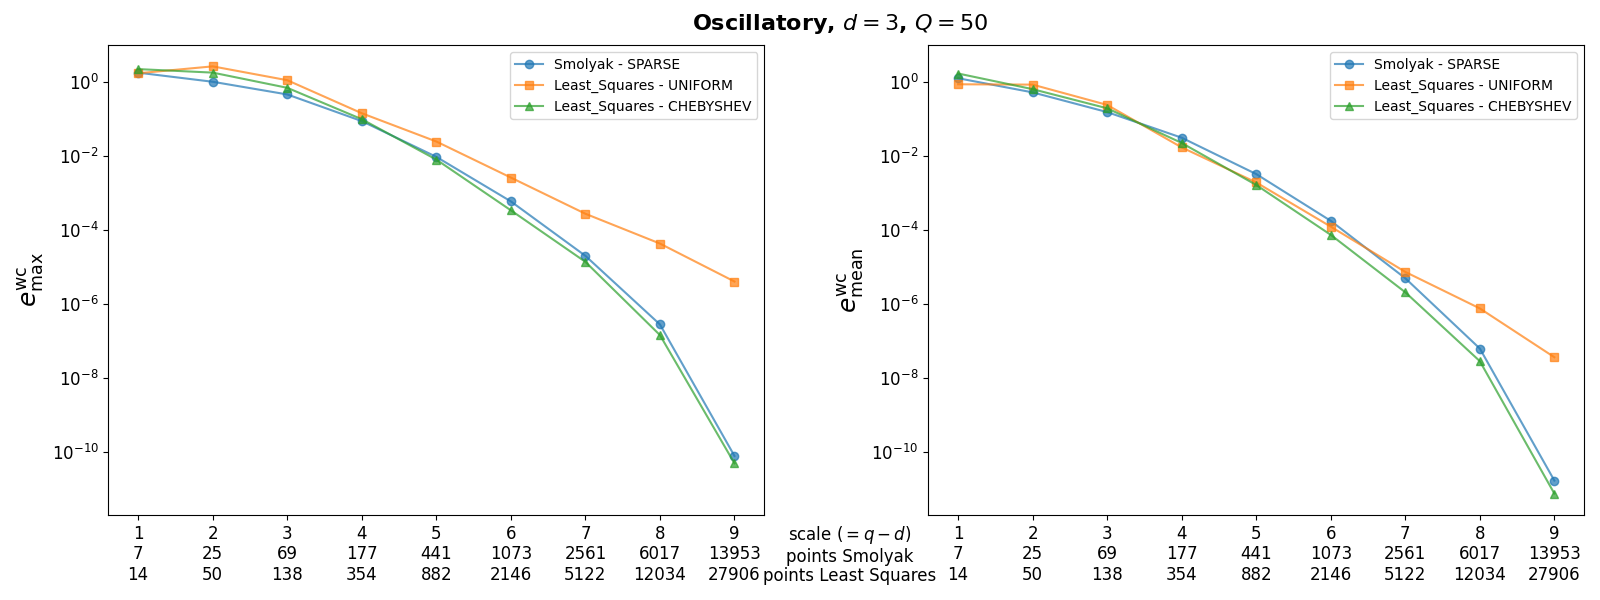 Oscillatory, d = 3, Q = 50
Smolyak - SPARSE
Least_Squares - UNIFORM
Least_Squares - CHEBYSHEV
e^wc_max
10^0
10^−2
10^−4
10^−6
10^−8
10^−10
Smolyak - SPARSE
Least_Squares - UNIFORM
Least_Squares - CHEBYSHEV
e^wc_mean
10^0
10^−2
10^−4
10^−6
10^−8
10^−10
1 2 3 4 5 6 7 8 9 scale (= q − d) 1 2 3 4 5 6 7 8 9
7 25 69 177 441 1073 2561 6017 13953 points Smolyak 7 25 69 177 441 1073 2561 6017 13953
14 50 138 354 882 2146 5122 12034 27906 points Least Squares 14 50 138 354 882 2146 5122 12034 27906